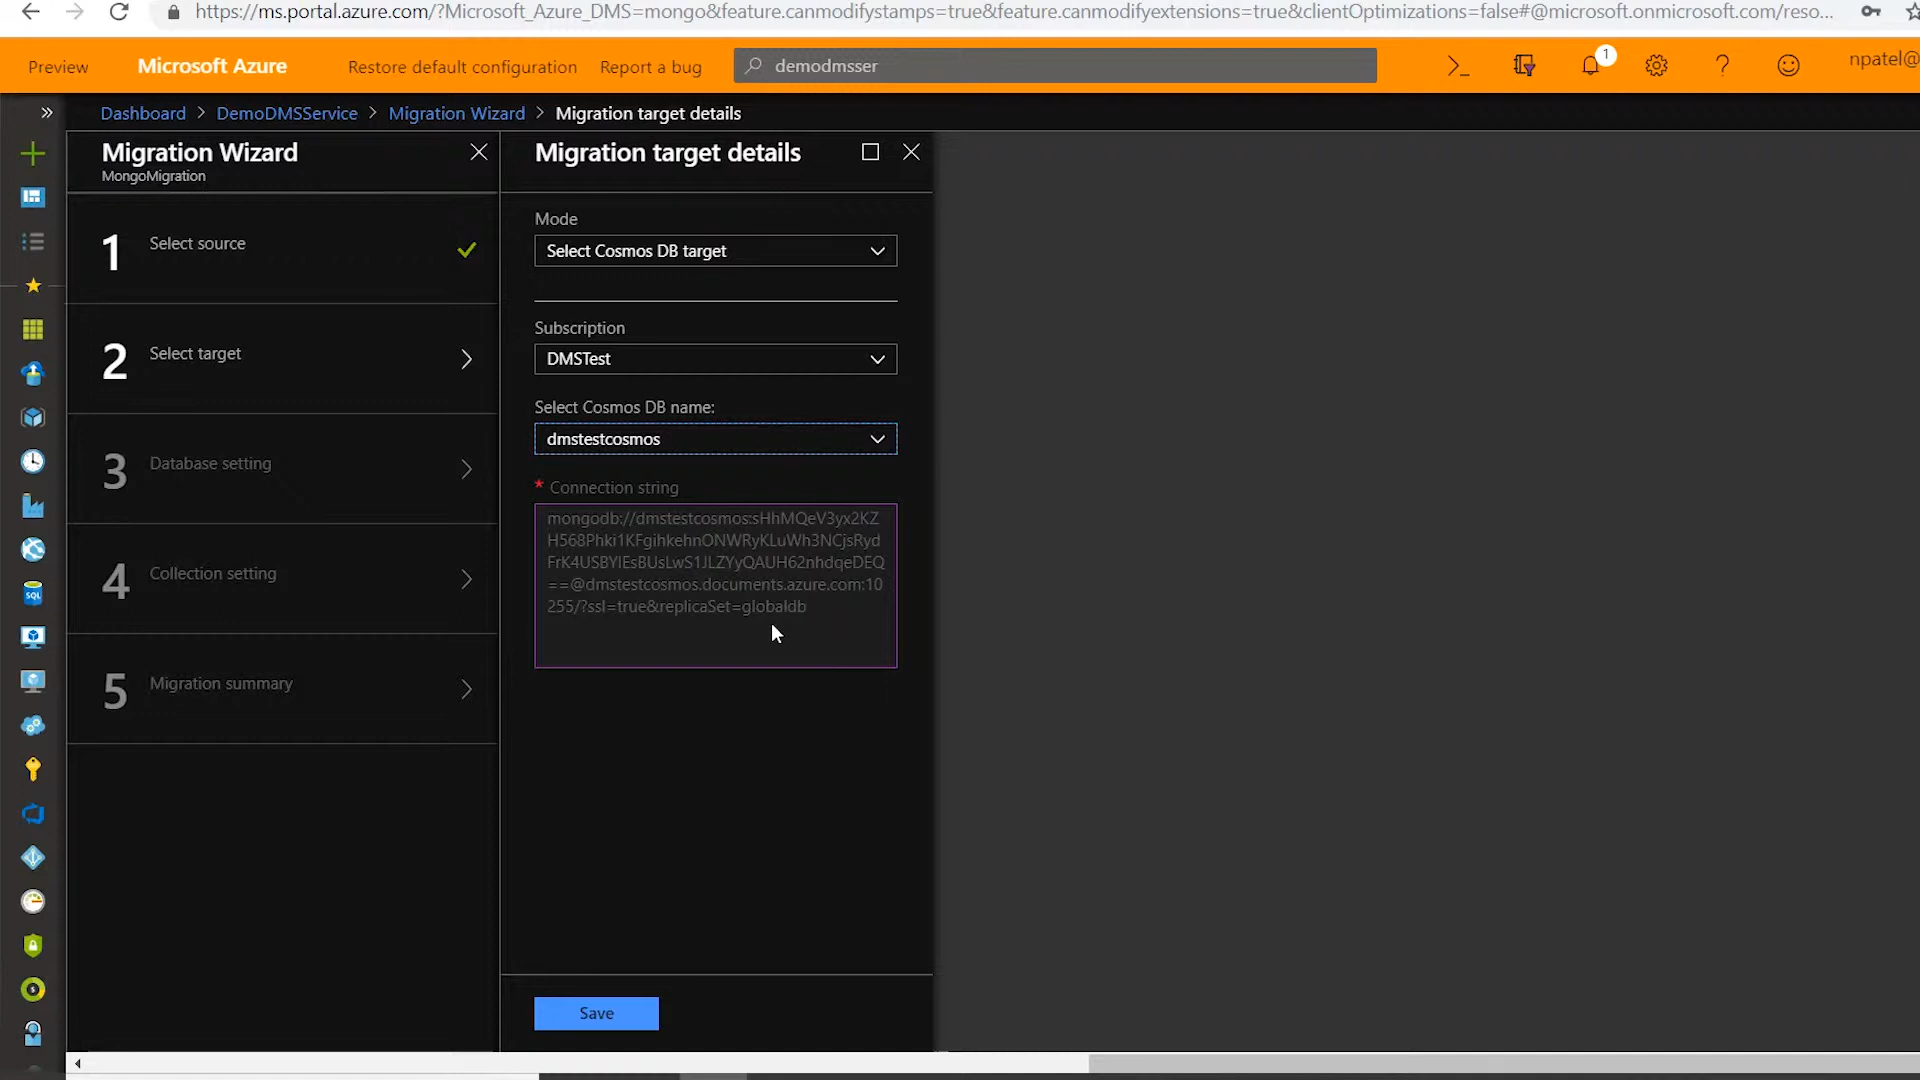 https://ms.portal.azure.com/?Microsoft_Azure_DMS=mongo&feature.canmodifystamps=true&feature.canmodifyextensions=true&clientOptimizations=false#@microsoft.onmicrosoft.com/reso...
Preview Microsoft Azure Restore default configuration Report a bug demodmsser 1 npatel@
Dashboard > DemoDMSService > Migration Wizard > Migration target details
Migration Wizard
MongoMigration
1 Select source
2 Select target
3 Database setting
4 Collection setting
5 Migration summary
Migration target details
Mode
Select Cosmos DB target
Subscription
DMSTest
Select Cosmos DB name:
dmstestcosmos
* Connection string
mongodb://dmstestcosmos:sHhMQeV3yx2KZ
H568Phki1KFgihkehnONWRyKLuWh3NCjsRyd
FrK4USBYIEsBUsLwS1JLZYyQAUH62nhdqeDEQ
==@dmstestcosmos.documents.azure.com:10
255/?ssl=true&replicaSet=globaldb
Save
SQL